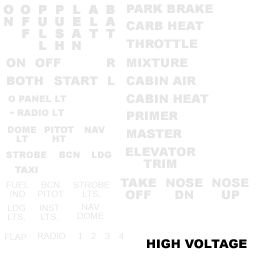 O O P P L A B
N F U U E L A
F L S A T T
L H N
ON OFF R
BOTH START L
O PANEL LT
- RADIO LT
DOME PITOT NAV
LT HT
STROBE BCN LDG
TAXI
FUEL BCN STROBE
IND PITOT LTS.
LDG INST NAV
LTS. LTS. DOME
FLAP RADIO 1 2 3 4
PARK BRAKE
CARB HEAT
THROTTLE
MIXTURE
CABIN AIR
CABIN HEAT
PRIMER
MASTER
ELEVATOR
TRIM
TAKE NOSE NOSE
OFF DN UP
HIGH VOLTAGE